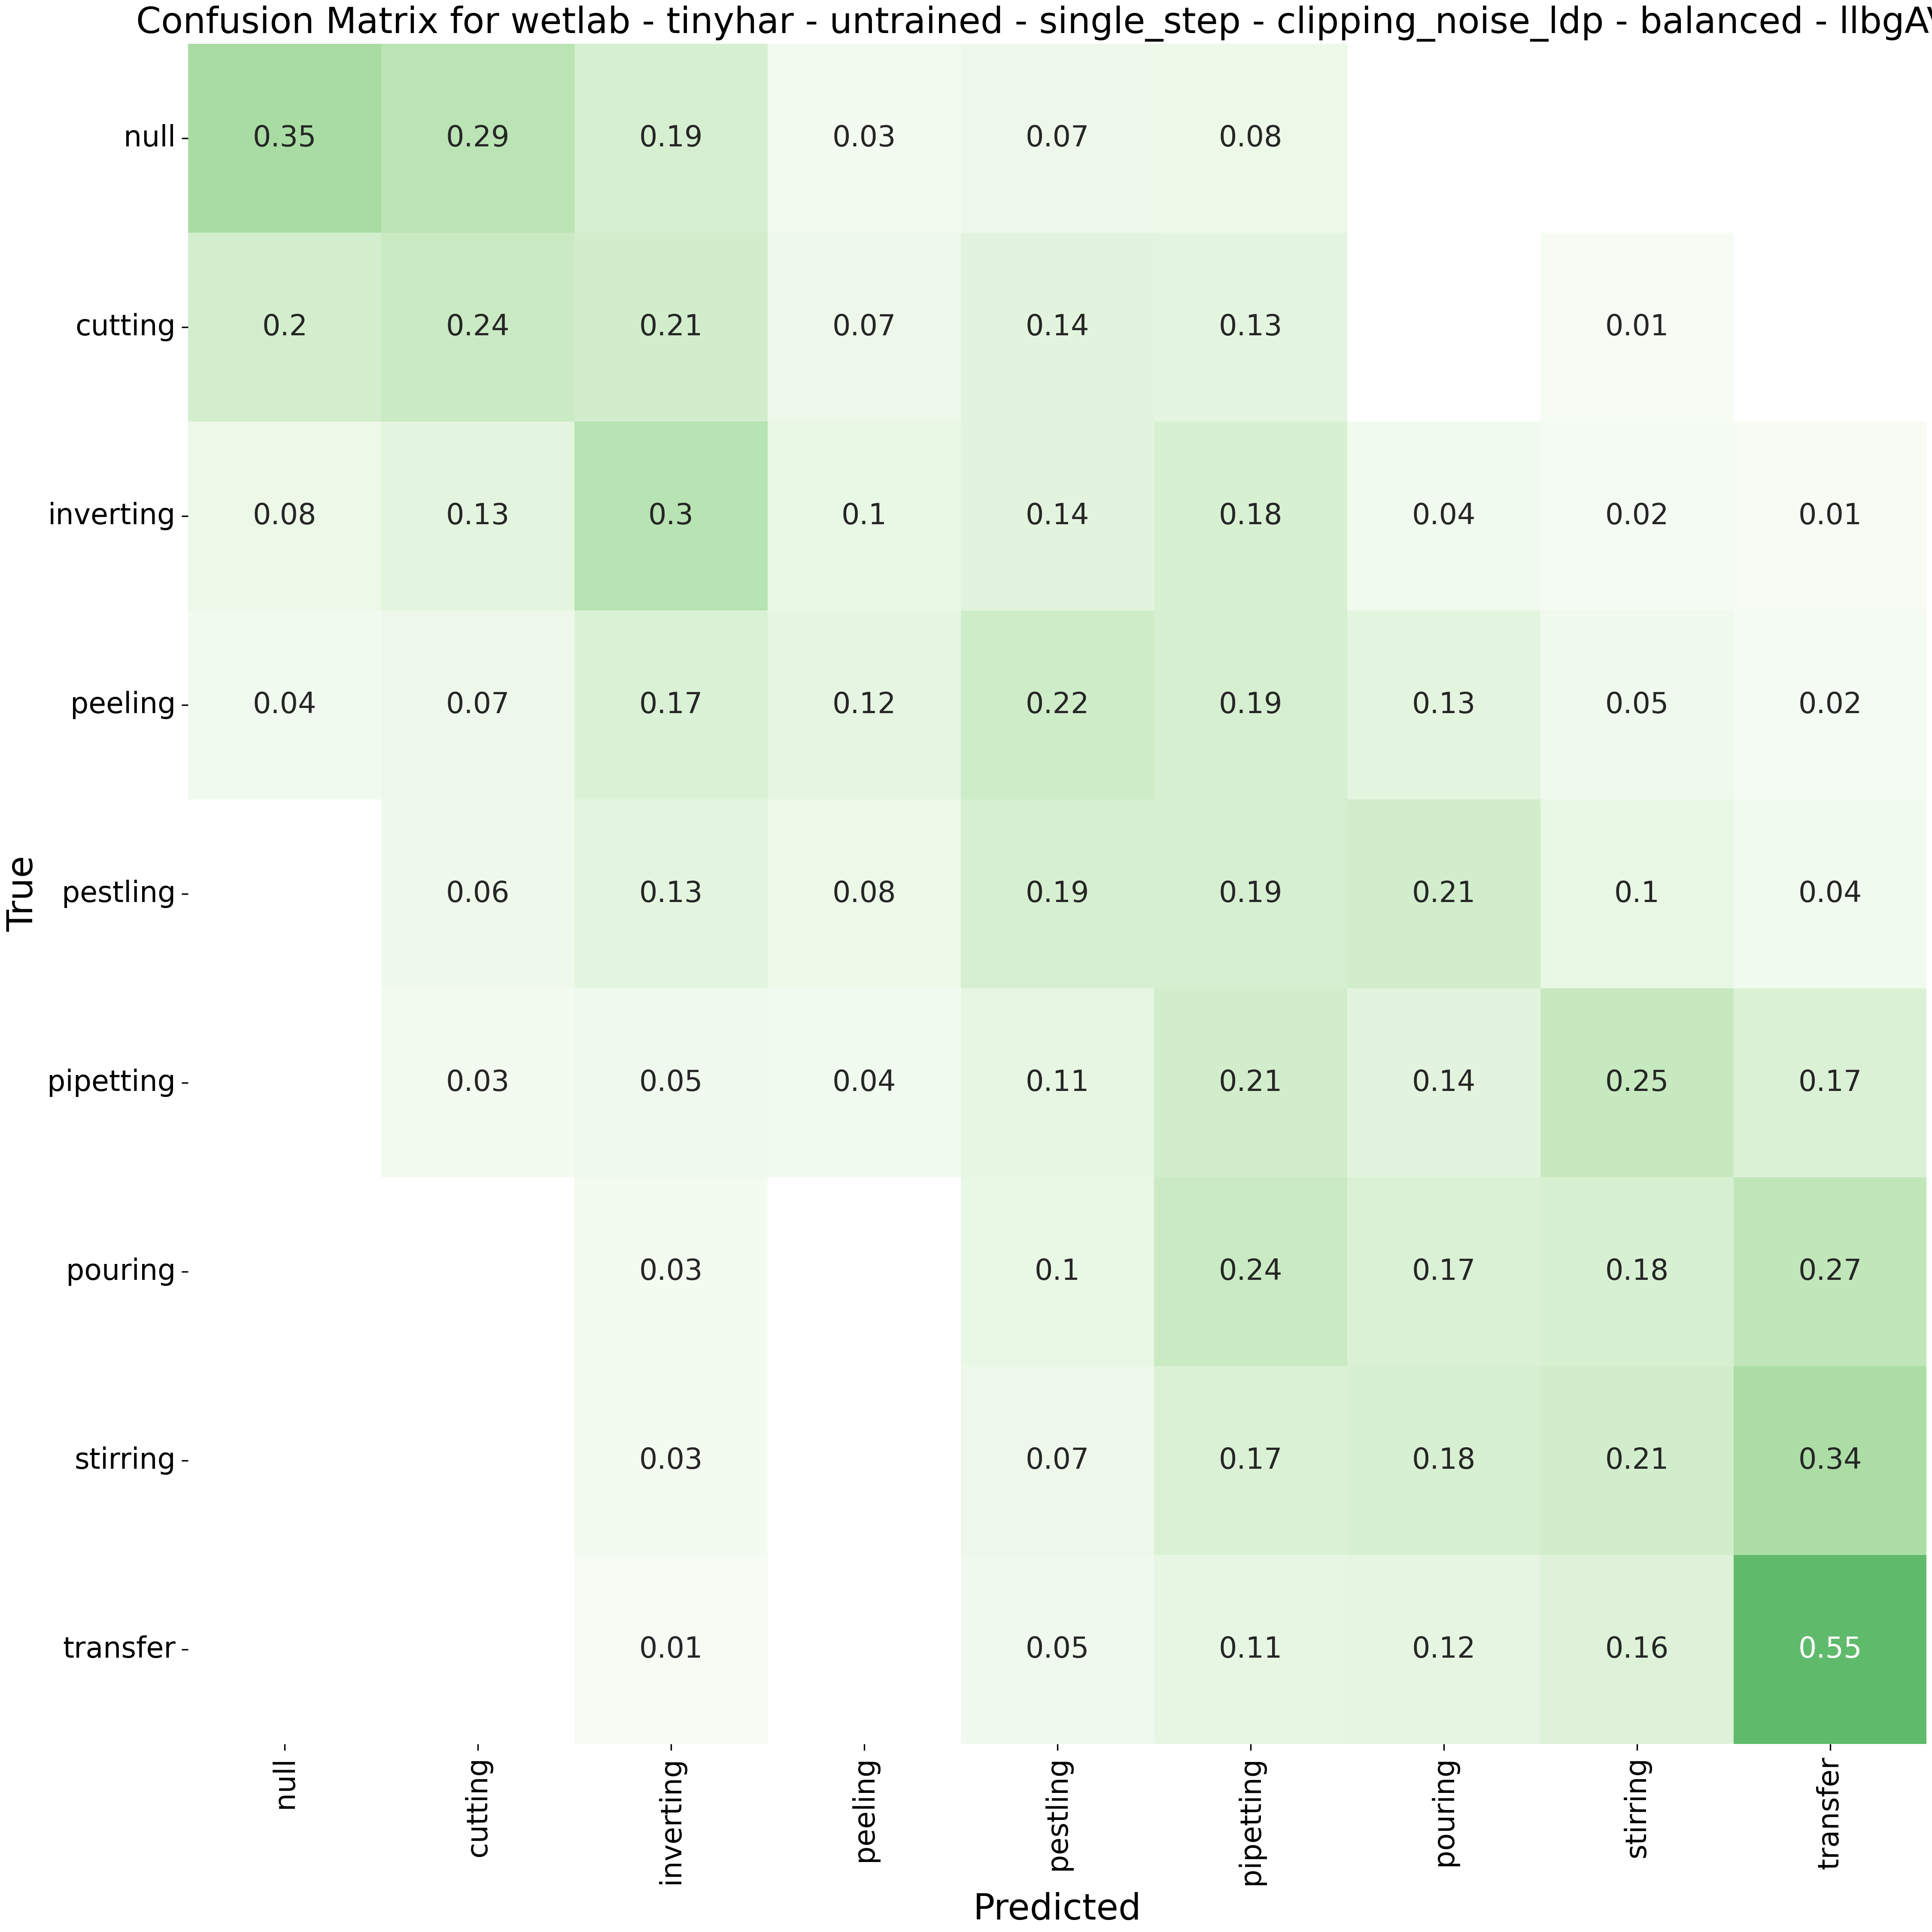 Confusion Matrix for wetlab - tinyhar - untrained - single_step - clipping_noise_ldp - balanced - llbgAV
null 0.35 0.29 0.19 0.03 0.07 0.08
cutting 0.2 0.24 0.21 0.07 0.14 0.13 0.01
inverting 0.08 0.13 0.3 0.1 0.14 0.18 0.04 0.02 0.01
peeling 0.04 0.07 0.17 0.12 0.22 0.19 0.13 0.05 0.02
pestling 0.06 0.13 0.08 0.19 0.19 0.21 0.1 0.04
pipetting 0.03 0.05 0.04 0.11 0.21 0.14 0.25 0.17
pouring 0.03 0.1 0.24 0.17 0.18 0.27
stirring 0.03 0.07 0.17 0.18 0.21 0.34
transfer 0.01 0.05 0.11 0.12 0.16 0.55
True
null cutting inverting peeling pestling pipetting pouring stirring transfer
Predicted